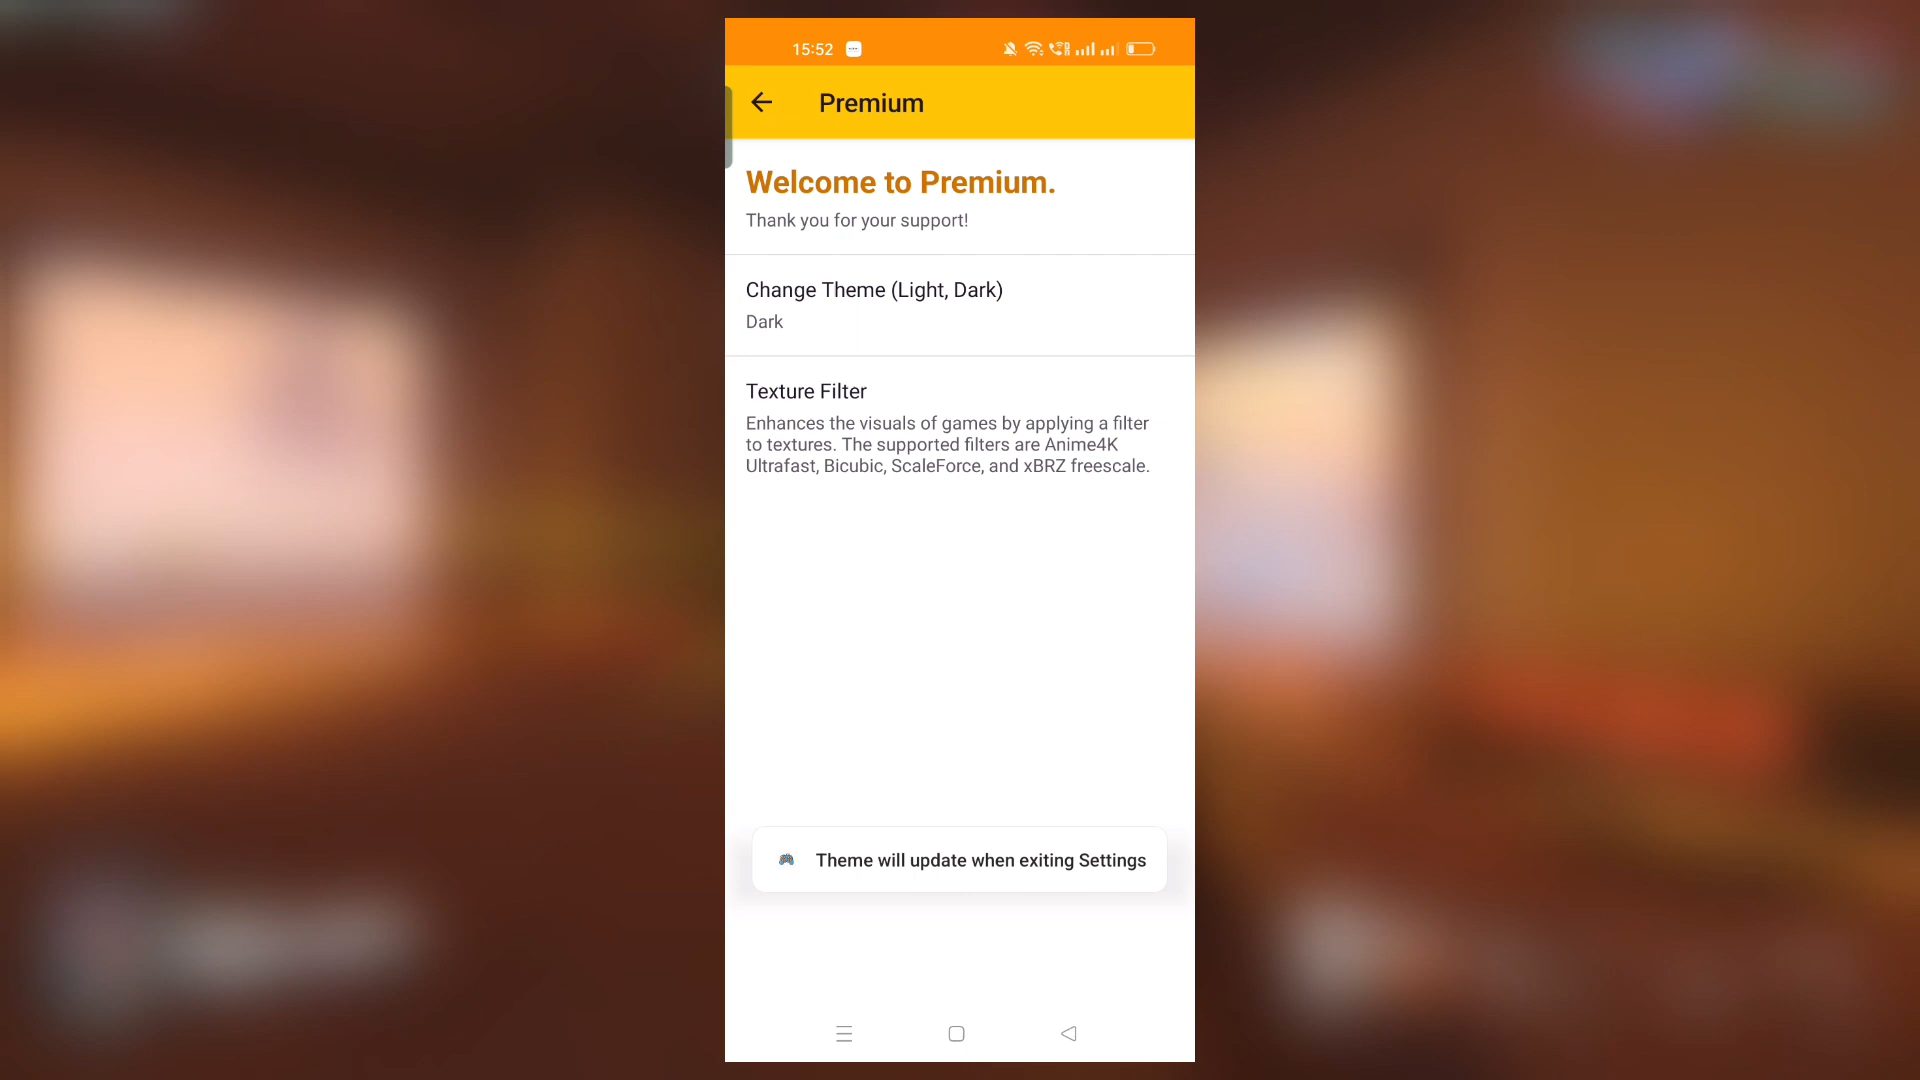 15:52
Premium
Welcome to Premium.
Thank you for your support!
Change Theme (Light, Dark)
Dark
Texture Filter
Enhances the visuals of games by applying a filter
to textures. The supported filters are Anime4K
Ultrafast, Bicubic, ScaleForce, and xBRZ freescale.
Theme will update when exiting Settings